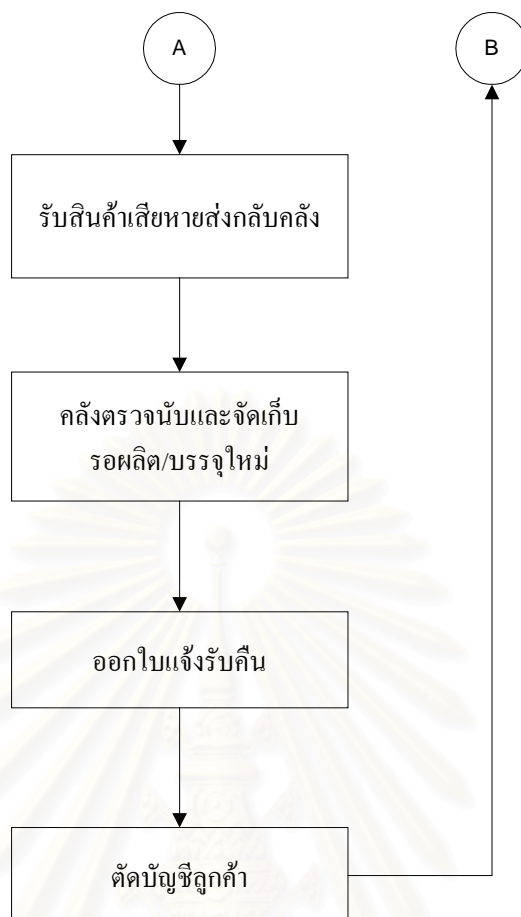 A
B
รับสินค้าเสียหายส่งกลับคลัง
คลังตรวจนับและจัดเก็บ
รอผลิต/บรรจุใหม่
ออกใบแจ้งรับคืน
ตัดบัญชีลูกค้า